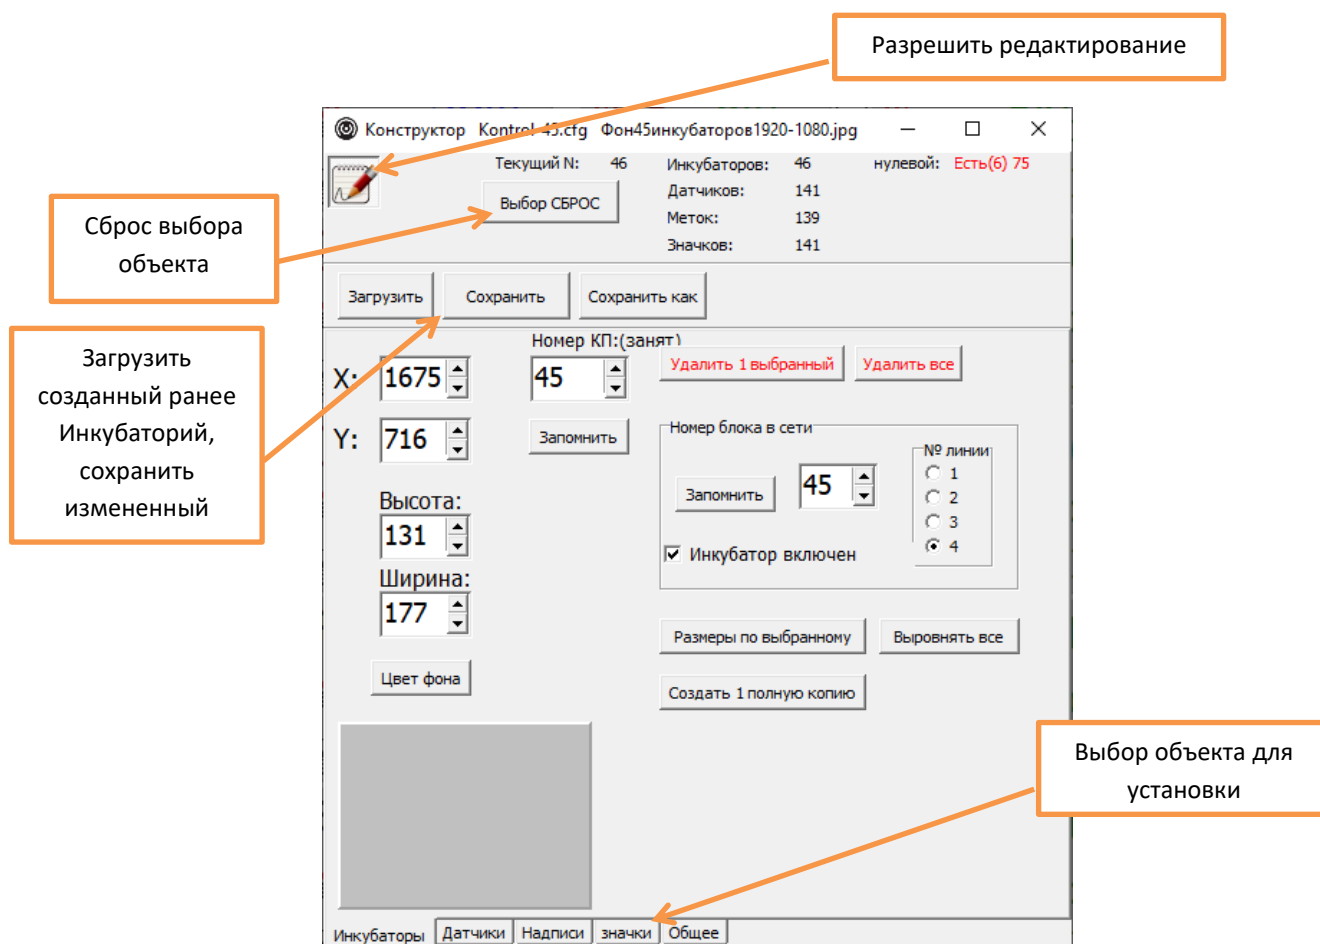 Разрешить редактирование
Конструктор Kontrol-45.cfg Фон45инкубаторов1920-1080.jpg
Текущий N: 46 Инкубаторов: 46 нулевой: Есть(6) 75
Выбор СБРОС Датчиков: 141
Меток: 139
Значков: 141
Сброс выбора
объекта
Загрузить Сохранить Сохранить как
Загрузить
созданный ранее
Инкубаторий,
сохранить
измененный
Номер КП:(занят)
X: 1675 45 Удалить 1 выбранный Удалить все
Y: 716 Запомнить
Номер блока в сети
№ линии
1
2
3
4
Запомнить 45
Инкубатор включен
Высота:
131
Ширина:
177
Размеры по выбранному Выровнять все
Цвет фона
Создать 1 полную копию
Выбор объекта для
установки
Инкубаторы Датчики Надписи значки Общее